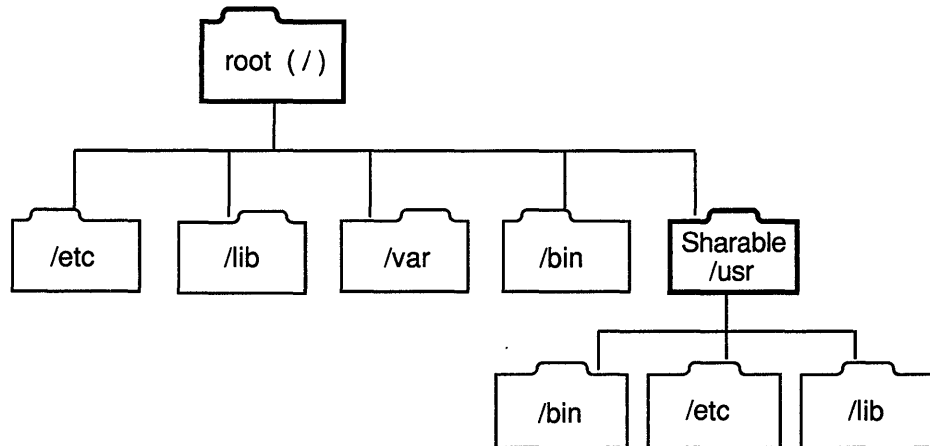 root (/)
/etc
/lib
/var
/bin
Sharable
/usr
/bin
/etc
/lib